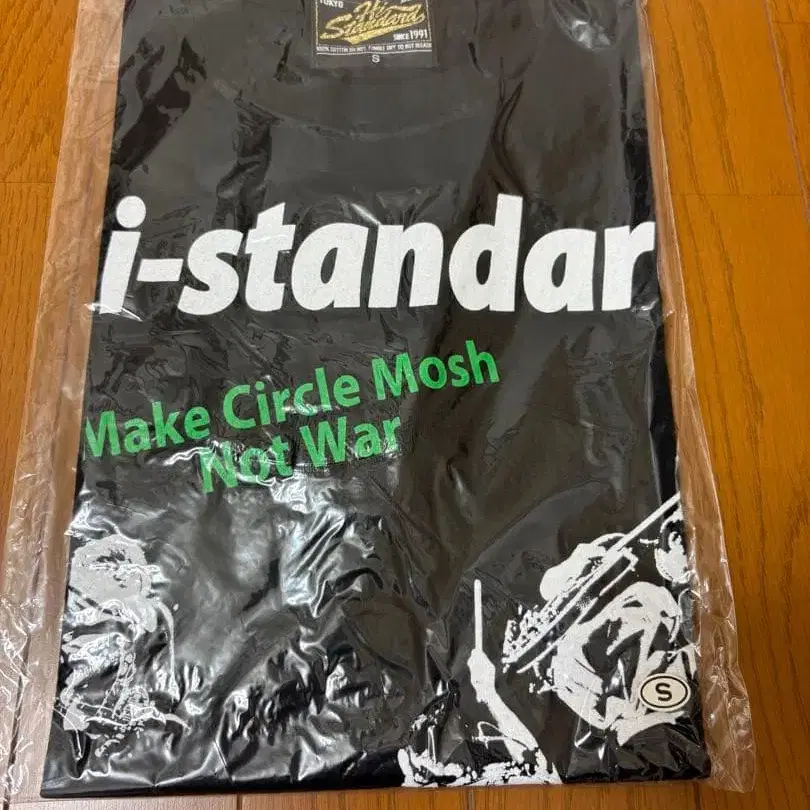 TOKYO
Hi-Standard
SINCE 1991
S
i-standar
Make Circle Mosh
Not War
S